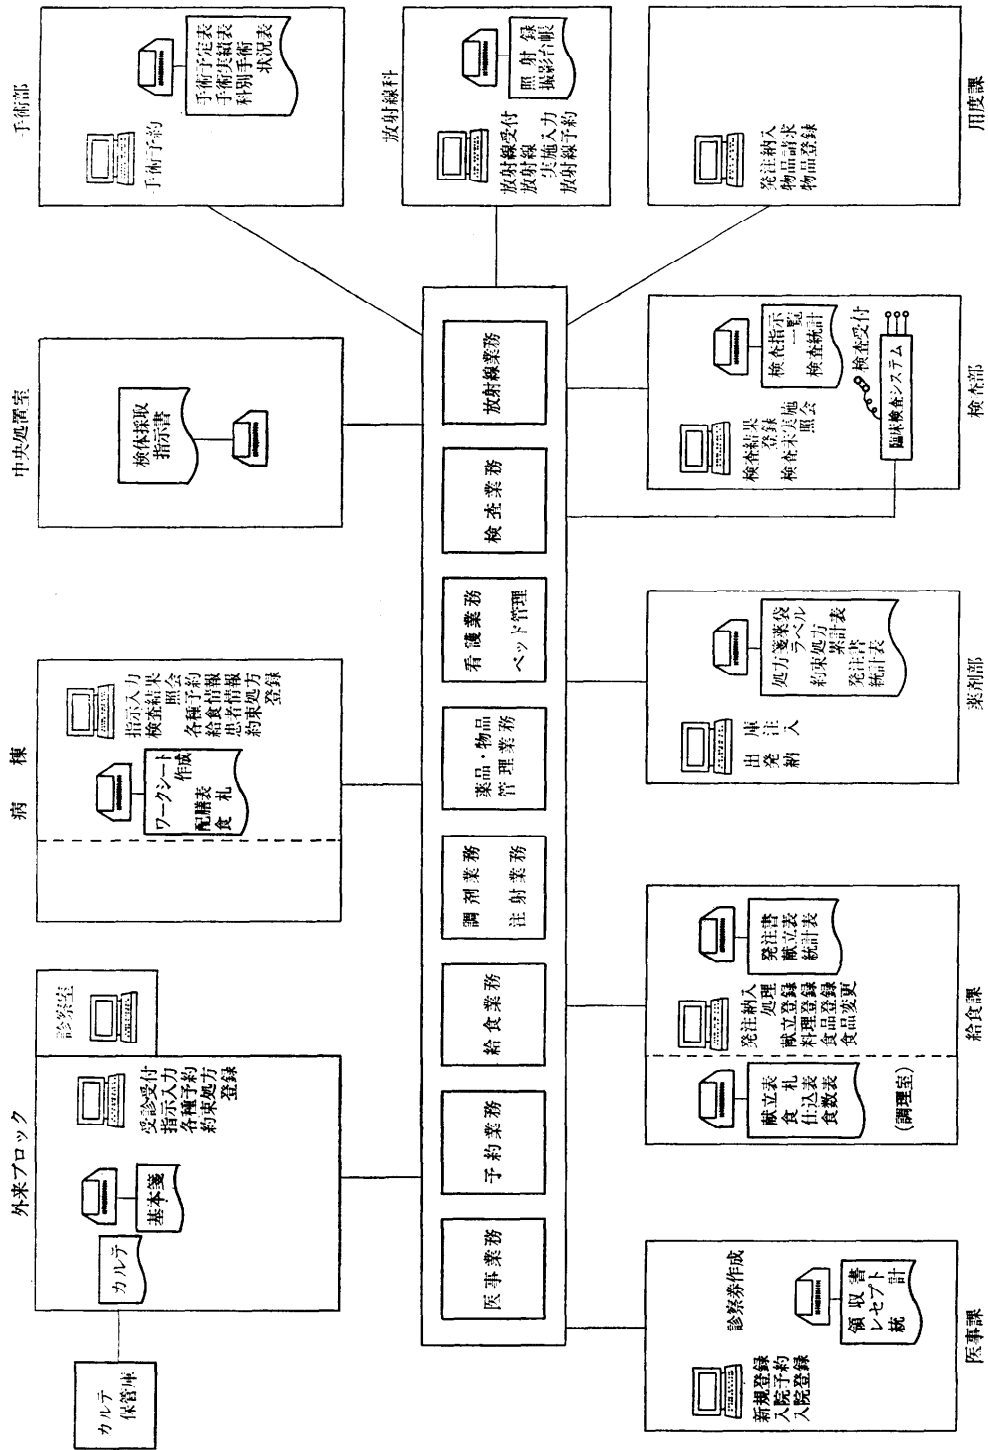 外来ブロック
カルテ
保管庫
カルテ
基本箋
受診受付
指示入力
各種予約
約束処方
登録
診察室
病棟
ワークシート
作成
配膳表
食札
指示入力
検査結果
照会
各種予約
給食情報
患者情報
約束処方
登録
中央処置室
検体採取
指示書
手術部
手術予約
手術予定表
手術実績表
科別手術
状況表
放射線科
放射線受付
放射線
実施入力
放射線予約
照射録
撮影台帳
医事業務
予約業務
給食業務
調剤業務
注射業務
薬品・物品
管理業務
看護業務
ベッド管理
検査業務
放射線業務
医事課
新規登録
入院予約
入院登録
診察券作成
領収書
レセプト
統計
給食課
献立表
食札
仕込表
食数表
(調理室)
発注納入
処理
献立登録
料理登録
食品登録
食品変更
発注書
献立表
統計表
薬剤部
出庫
発注
納入
処方箋薬袋
ラベル
約束処方
累計表
発注書
統計表
検査部
検査結果
登録
検査未実施
照会
検査指示
一覧
検査統計
検査受付
臨床検査システム
用度課
発注納入
物品請求
物品登録